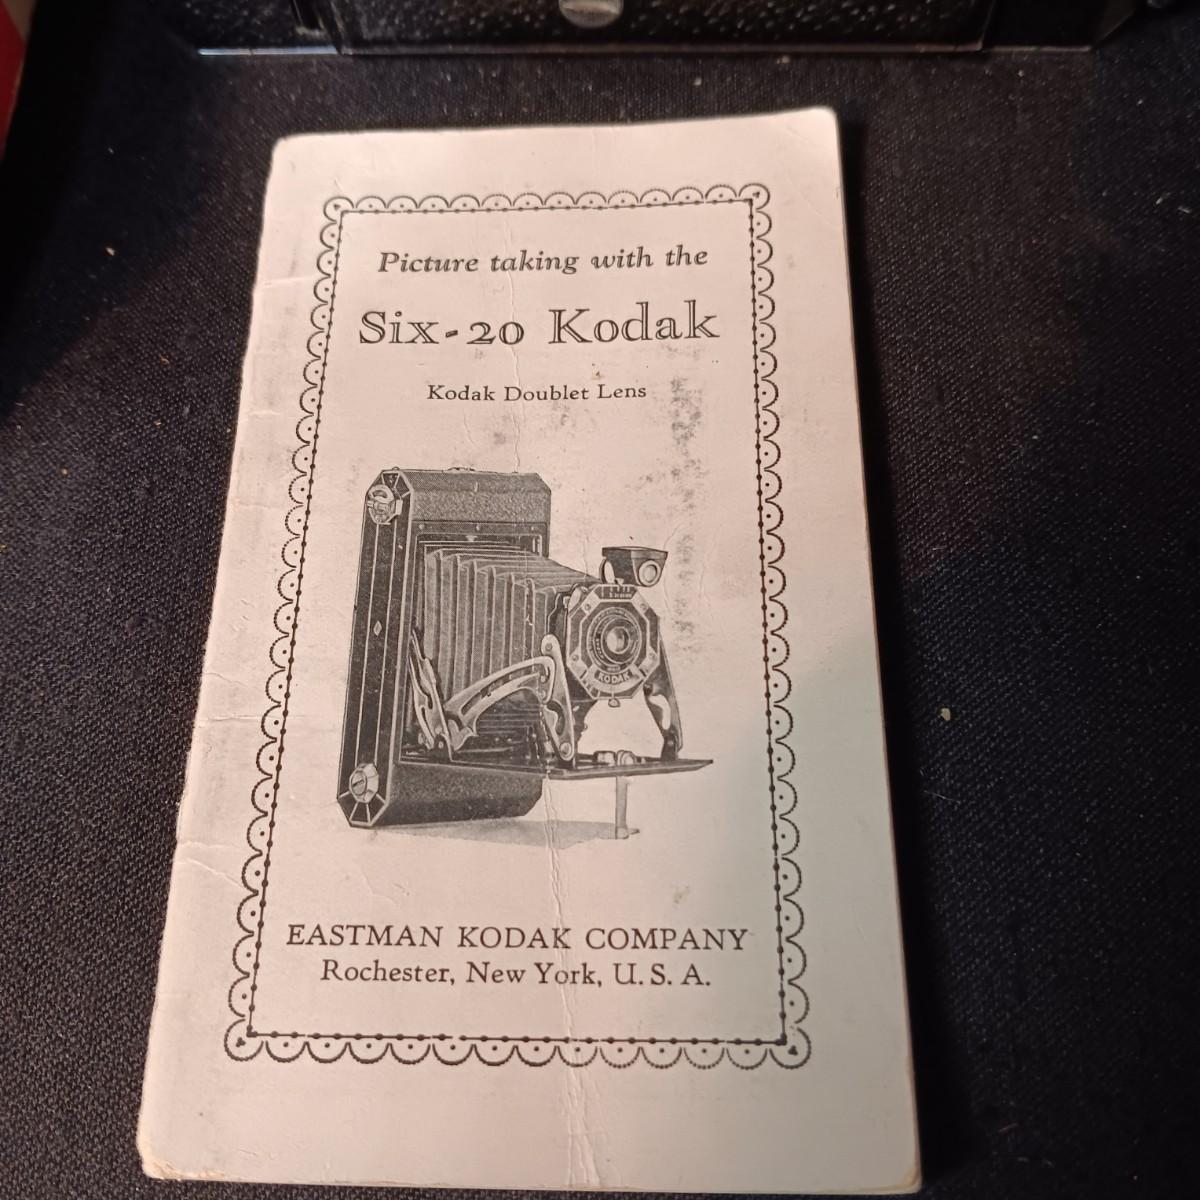 Picture taking with the
Six-20 Kodak
Kodak Doublet Lens
KODAK
EASTMAN KODAK COMPANY
Rochester, New York, U. S. A.